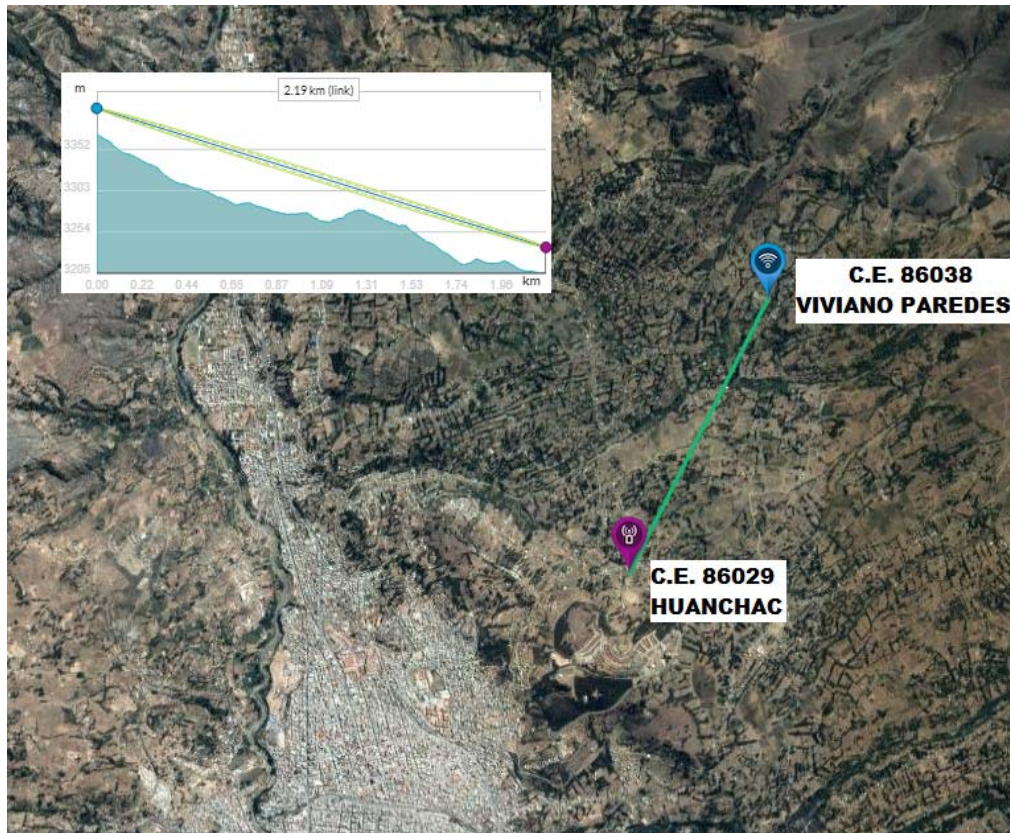 m
2.19 km (link)
3352
3303
3254
3205
0.00 0.22 0.44 0.65 0.87 1.09 1.31 1.53 1.74 1.96 km
C.E. 86038
VIVIANO PAREDES
C.E. 86029
HUANCHAC